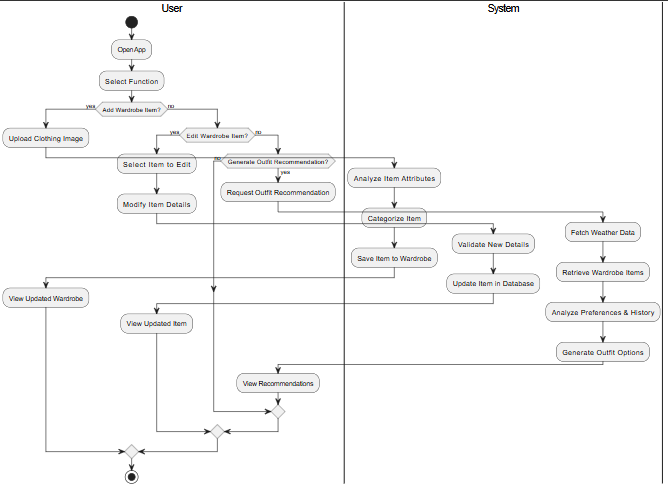 User
System
Open App
Select Function
yes
Add Wardrobe Item?
no
Upload Clothing Image
yes
Edit Wardrobe Item?
no
Select Item to Edit
no
Generate Outfit Recommendation?
yes
Analyze Item Attributes
Modify Item Details
Request Outfit Recommendation
Categorize Item
Fetch Weather Data
Validate New Details
Save Item to Wardrobe
Retrieve Wardrobe Items
Update Item in Database
View Updated Wardrobe
Analyze Preferences & History
View Updated Item
Generate Outfit Options
View Recommendations